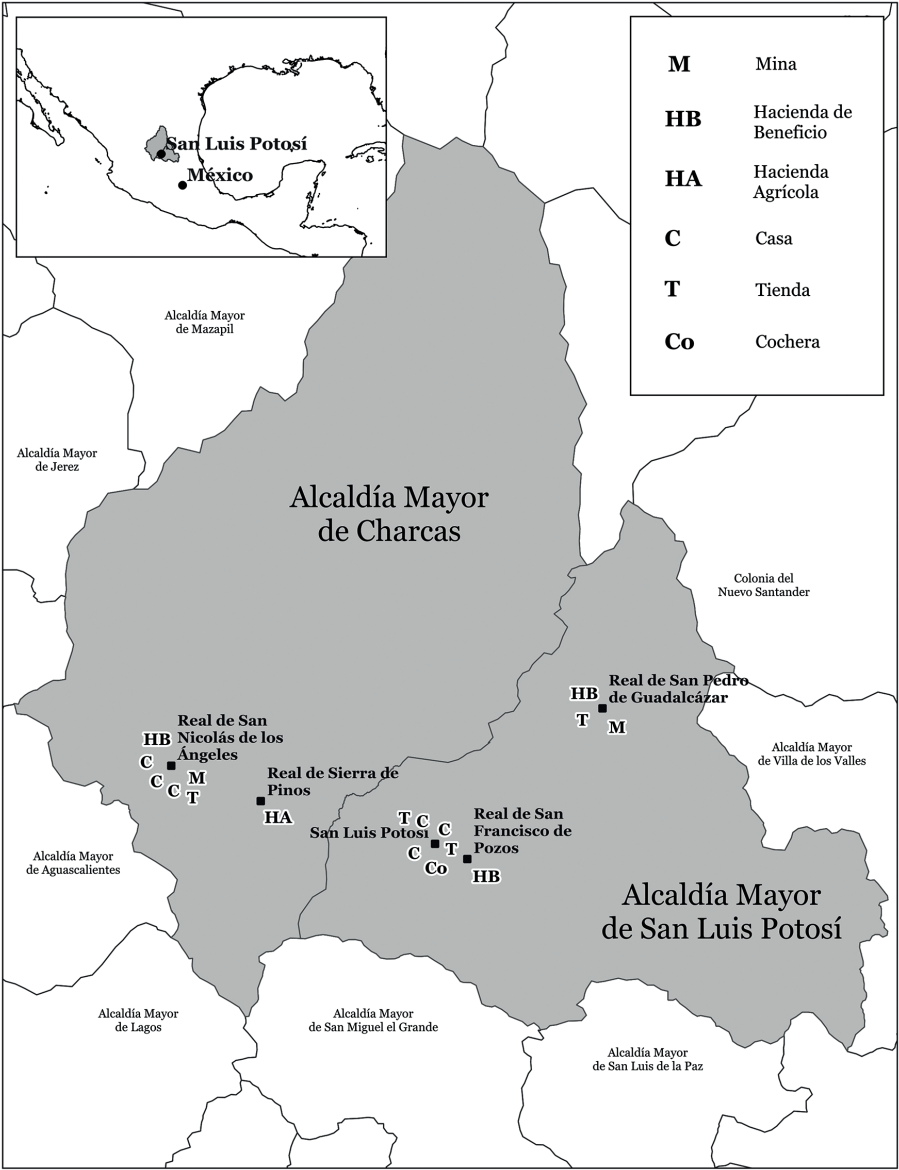 San Luis Potosí
México
M Mina
HB Hacienda de
Beneficio
HA Hacienda
Agrícola
C Casa
T Tienda
Co Cochera
Alcaldía Mayor
de Mazapil
Alcaldía Mayor
de Jerez
Alcaldía Mayor
de Charcas
Colonia del
Nuevo Santander
Real de San Pedro
de Guadalcázar
HB
T
M
Real de San
Nicolás de los
Ángeles
HB
C
C
C
M
T
Real de Sierra de
Pinos
HA
Alcaldía Mayor
de Villa de los Valles
T
C
C
San Luis Potosí
C
T
Co
Real de San
Francisco de
Pozos
HB
Alcaldía Mayor
de Aguascalientes
Alcaldía Mayor
de San Luis Potosí
Alcaldía Mayor
de Lagos
Alcaldía Mayor
de San Miguel el Grande
Alcaldía Mayor
de San Luis de la Paz